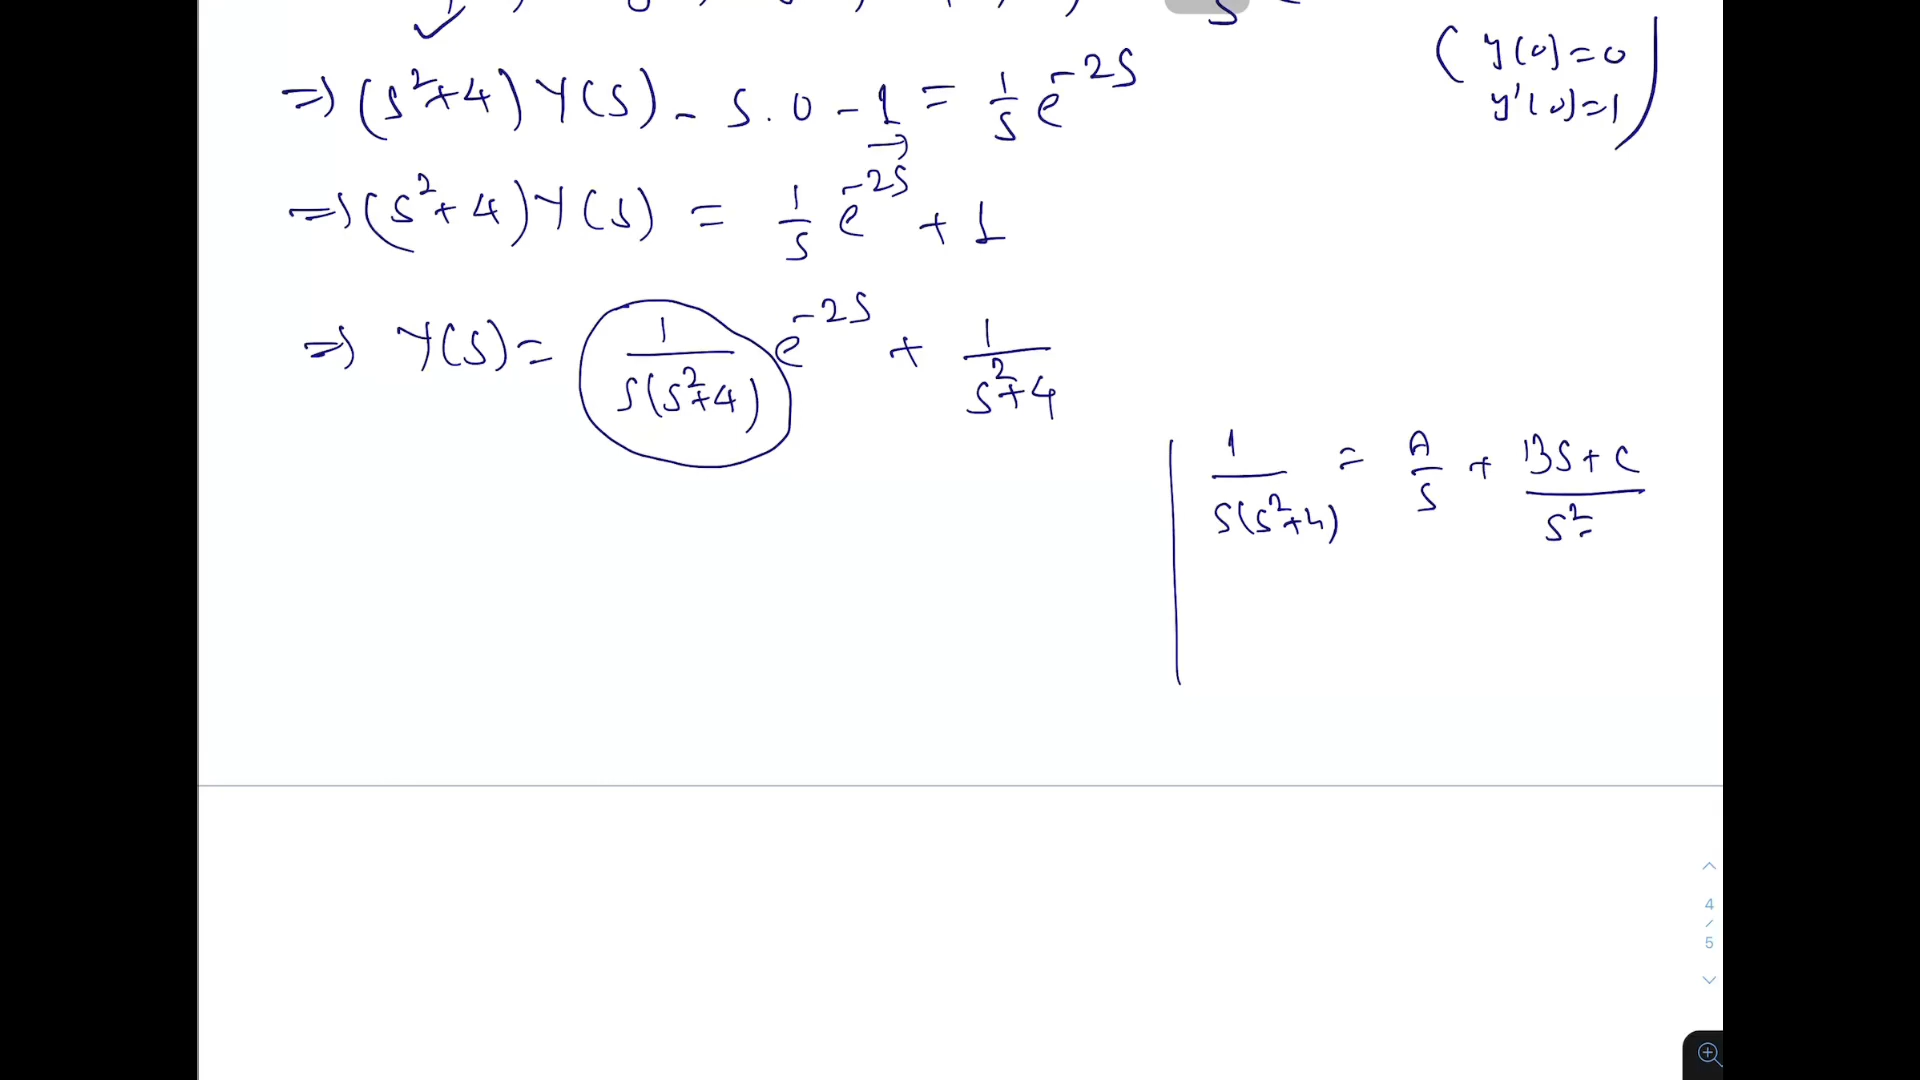 (y(0)=0
y'(0)=1)
⇒ (s²+4) Y(s) - s.0 - 1 = 1/s e^-2s
⇒ (s²+4) Y(s) = 1/s e^-2s + 1
⇒ Y(s) = 1/(s(s²+4)) e^-2s + 1/(s²+4)
1/(s(s²+4)) = A/s + (Bs+C)/s²
4
/
5